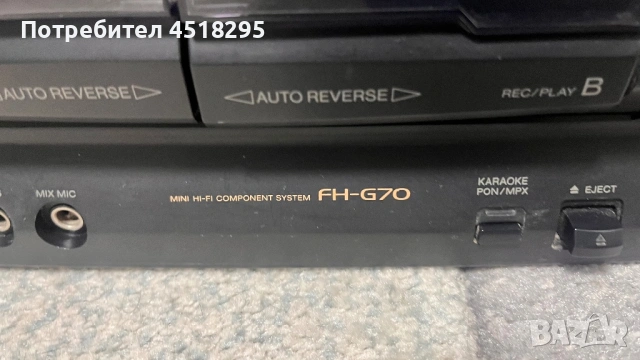 Потребител 4518295
AUTO REVERSE
AUTO REVERSE
REC/PLAY B
MIX MIC
MINI HI-FI COMPONENT SYSTEM FH-G70
KARAOKE
PON/MPX
EJECT
BAZAR